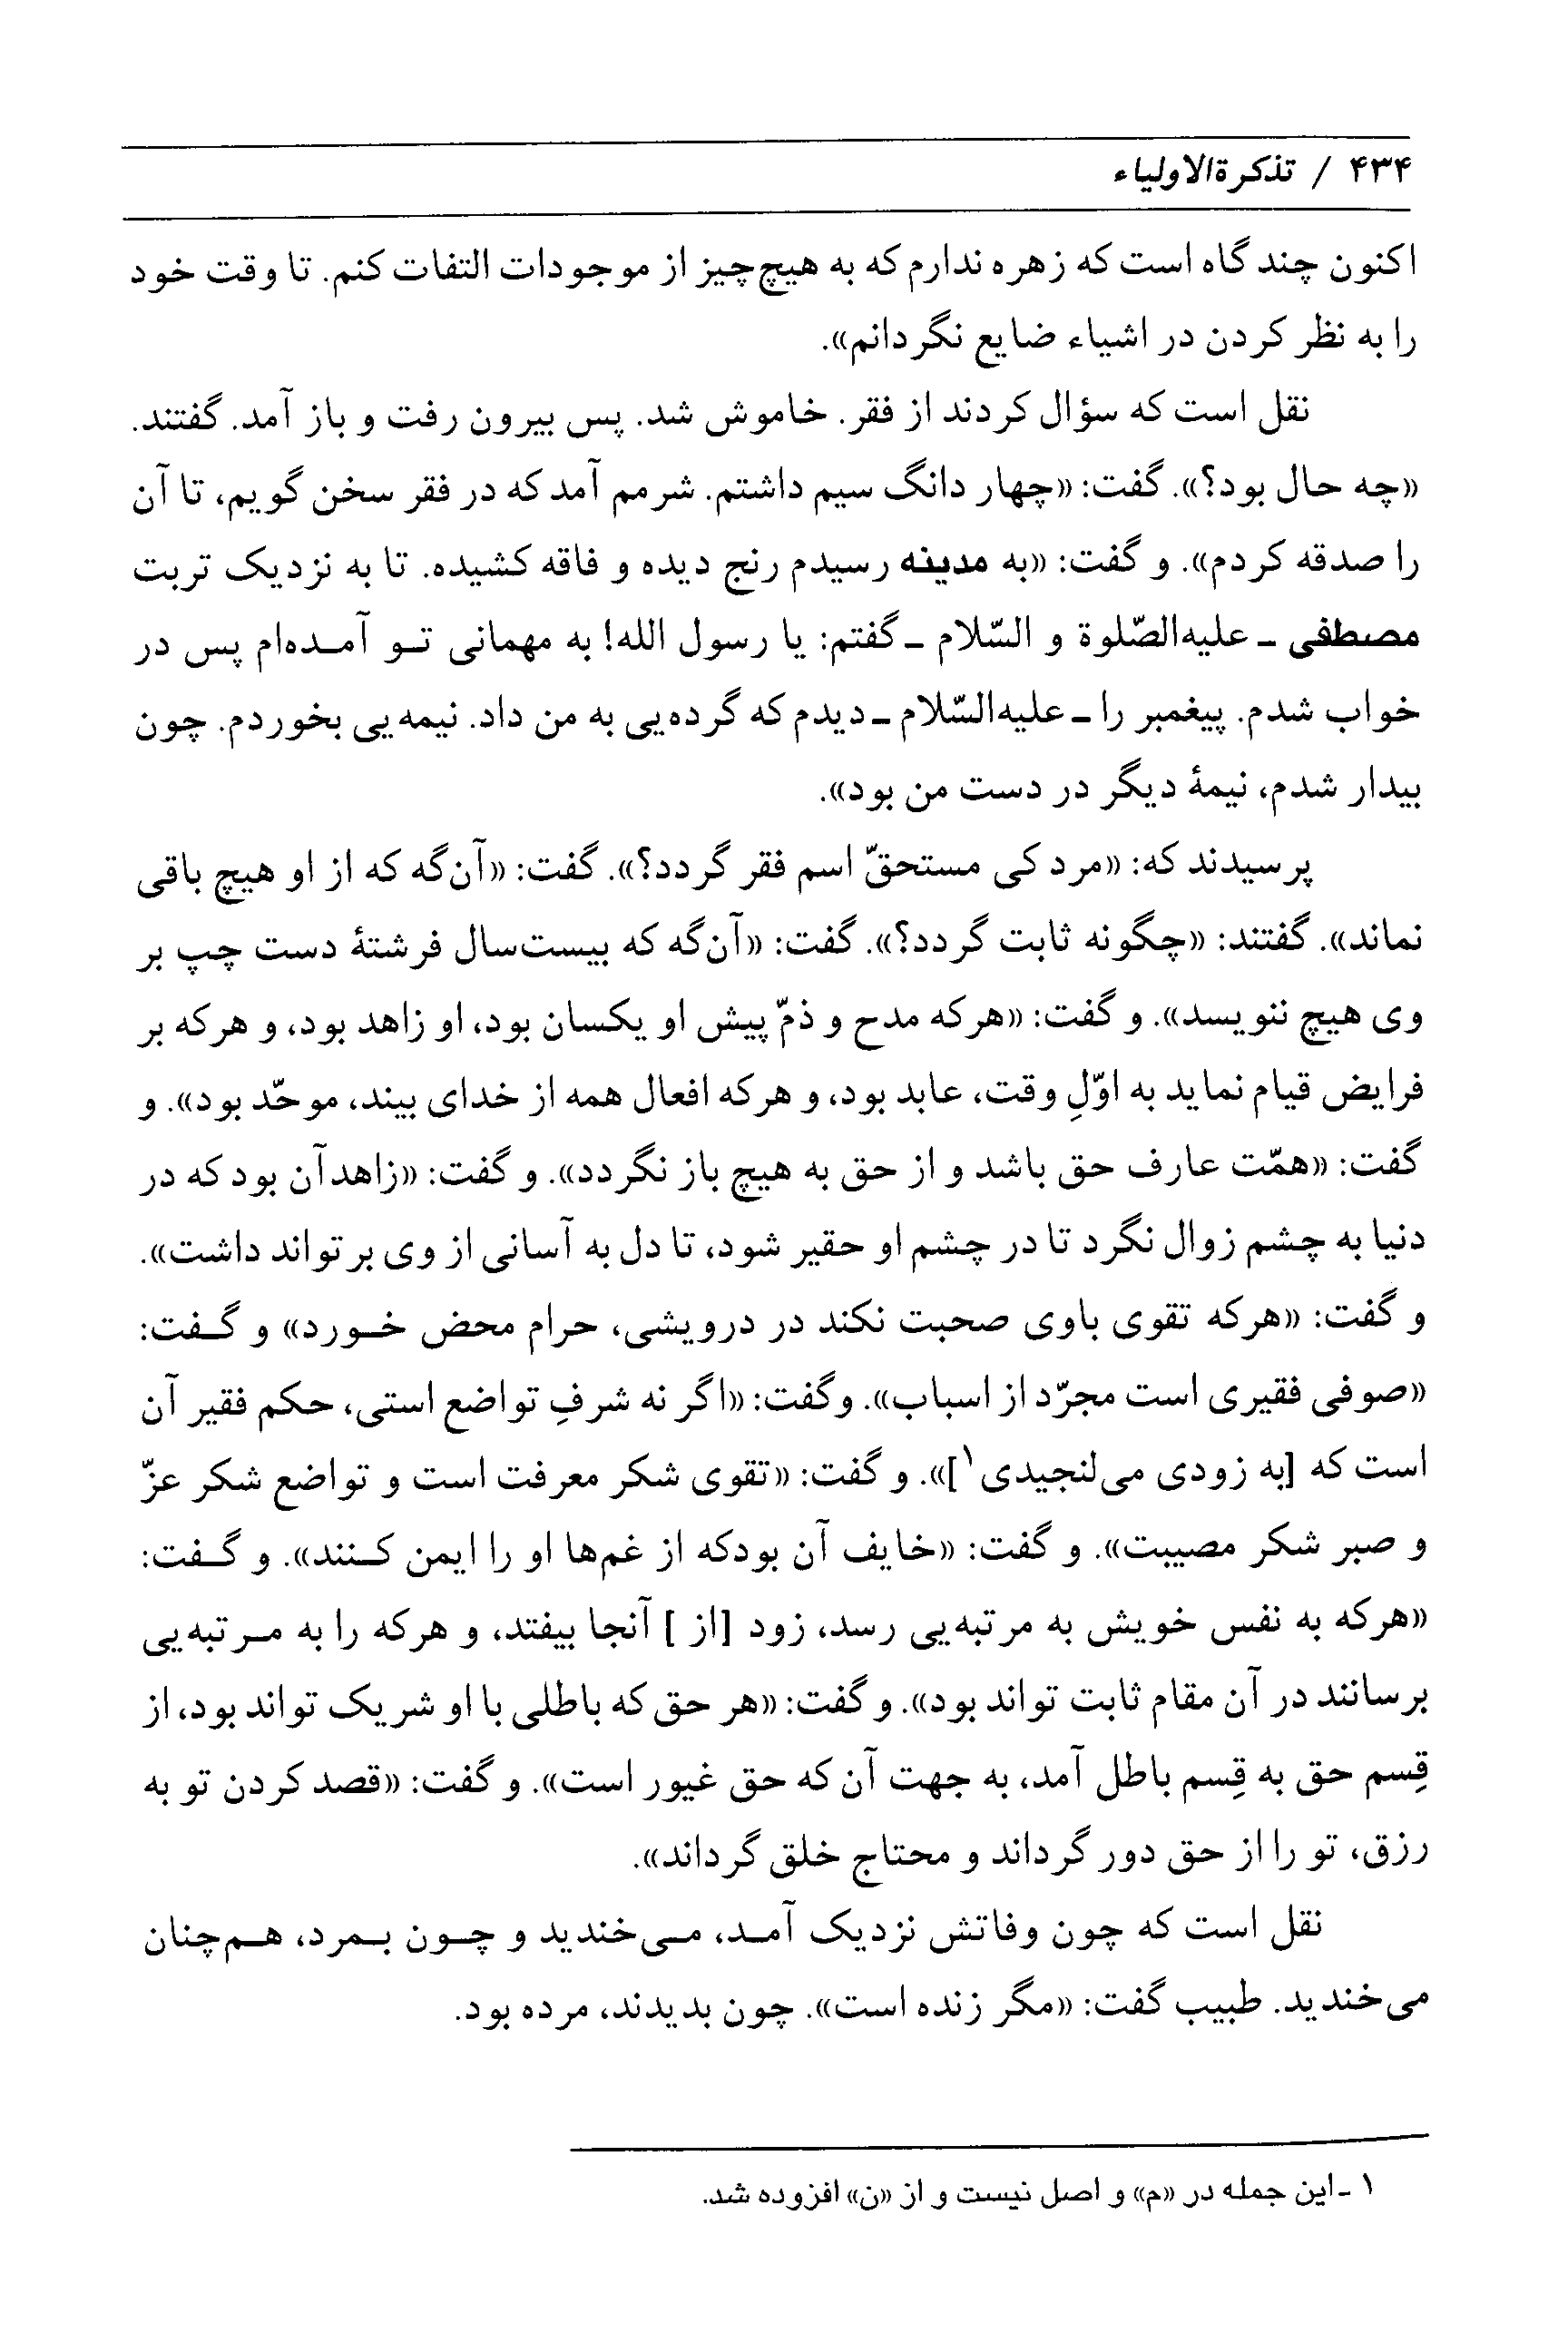 ۴۳۴ / تذکرةالاولیاء
اکنون چند گاه است که زهره ندارم که به هیچ‌چیز از موجودات التفات کنم. تا وقت خود
را به نظر کردن در اشیاء ضایع نگردانم».
نقل است که سؤال کردند از فقر. خاموش شد. پس بیرون رفت و باز آمد. گفتند.
«چه حال بود؟». گفت: «چهار دانگ سیم داشتم. شرمم آمد که در فقر سخن گویم، تا آن
را صدقه کردم». و گفت: «به مدینه رسیدم رنج دیده و فاقه کشیده. تا به نزدیک تربت
مصطفی ـ علیه‌الصّلوة و السّلام ـ گفتم: یا رسول الله! به مهمانی تو آمده‌ام پس در
خواب شدم. پیغمبر را ـ علیه‌السّلام ـ دیدم که گرده‌یی به من داد. نیمه‌یی بخوردم. چون
بیدار شدم، نیمهٔ دیگر در دست من بود».
پرسیدند که: «مرد کی مستحقّ اسم فقر گردد؟». گفت: «آن‌گه که از او هیچ باقی
نماند». گفتند: «چگونه ثابت گردد؟». گفت: «آن‌گه که بیست‌سال فرشتهٔ دست چپ بر
وی هیچ ننویسد». و گفت: «هرکه مدح و ذمّ پیش او یکسان بود، او زاهد بود، و هرکه بر
فرایض قیام نماید به اوّلِ وقت، عابد بود، و هرکه افعال همه از خدای بیند، موحّد بود». و
گفت: «همّت عارف حق باشد و از حق به هیچ باز نگردد». و گفت: «زاهد آن بود که در
دنیا به چشم زوال نگرد تا در چشم او حقیر شود، تا دل به آسانی از وی بر تواند داشت».
و گفت: «هرکه تقوی باوی صحبت نکند در درویشی، حرام محض خورد» و گفت:
«صوفی فقیری است مجرّد از اسباب». وگفت: «اگر نه شرفِ تواضع استی، حکم فقیر آن
است که [به زودی می‌لنجیدی۱]». و گفت: «تقوی شکر معرفت است و تواضع شکر عزّ
و صبر شکر مصیبت». و گفت: «خایف آن بودکه از غم‌ها او را ایمن کنند». و گفت:
«هرکه به نفس خویش به مرتبه‌یی رسد، زود [از ] آنجا بیفتد، و هرکه را به مرتبه‌یی
برسانند در آن مقام ثابت تواند بود». و گفت: «هر حق که باطلی با او شریک تواند بود، از
قِسم حق به قِسم باطل آمد، به جهت آن که حق غیور است». و گفت: «قصد کردن تو به
رزق، تو را از حق دور گرداند و محتاج خلق گرداند».
نقل است که چون وفاتش نزدیک آمد، می‌خندید و چون بمرد، هم‌چنان
می‌خندید. طبیب گفت: «مگر زنده است». چون بدیدند، مرده بود.
۱ ـ این جمله در «م» و اصل نیست و از «ن» افزوده شد.